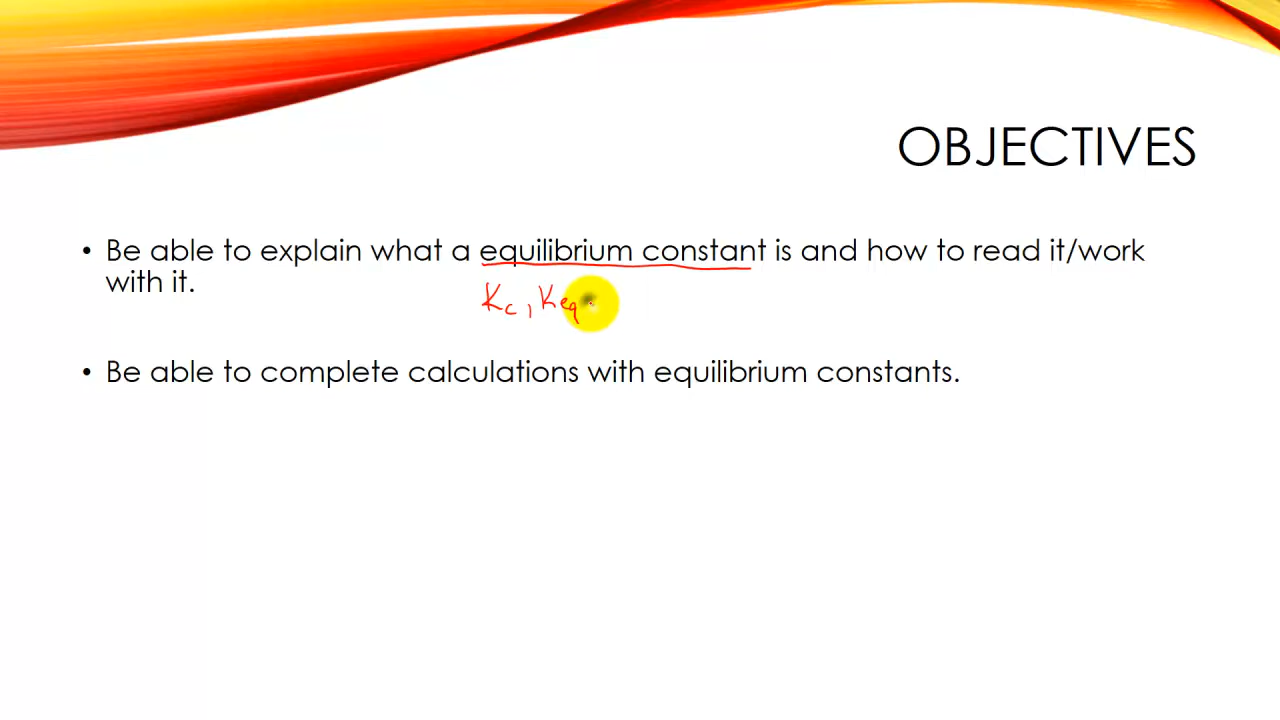 OBJECTIVES
• Be able to explain what a equilibrium constant is and how to read it/work
with it.
Kc, Keq
• Be able to complete calculations with equilibrium constants.